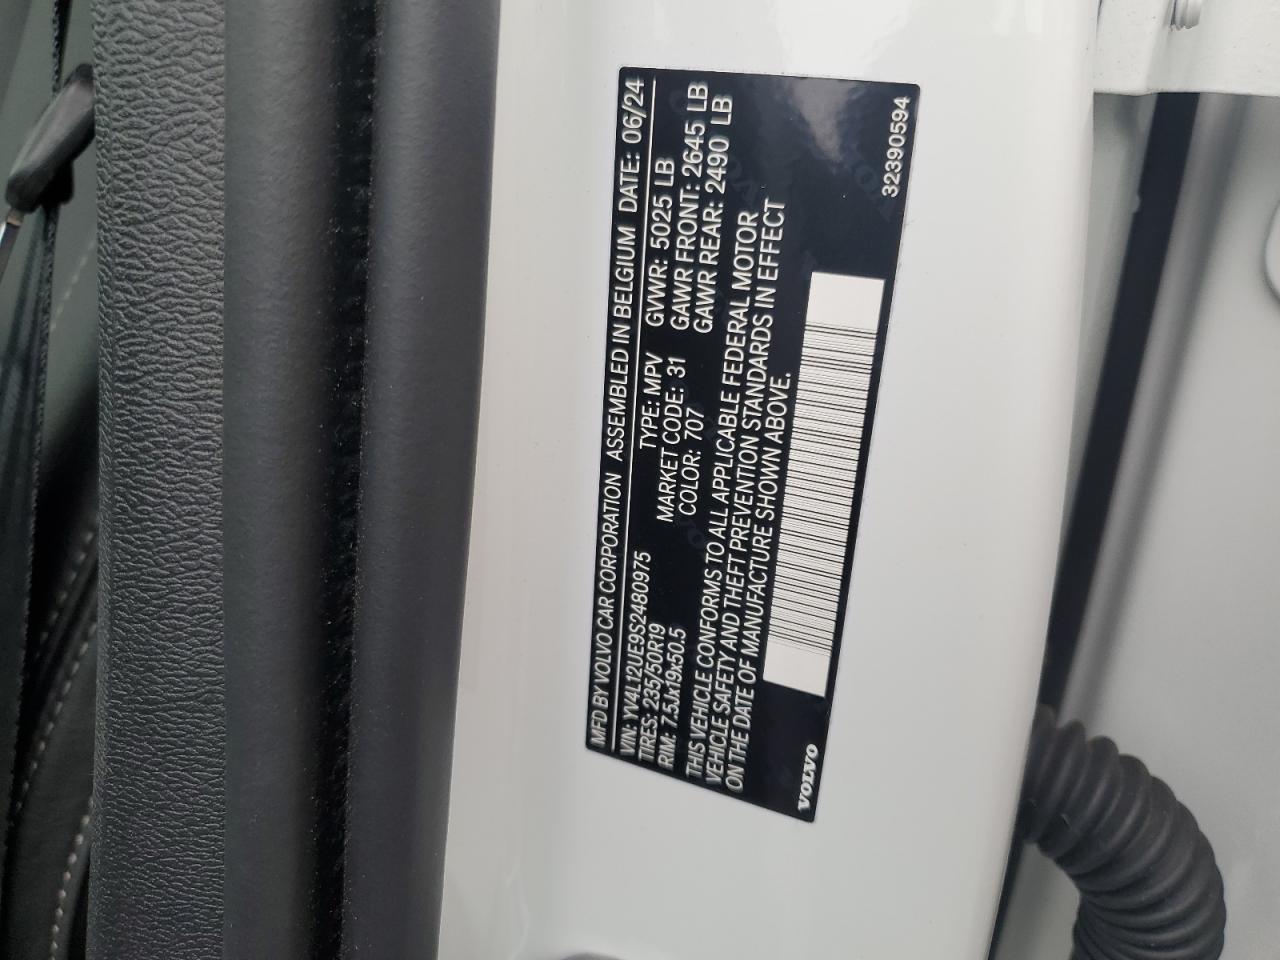 MFD BY VOLVO CAR CORPORATION ASSEMBLED IN BELGIUM DATE: 06/24
VIN: YV4L12UE9S2480975 TYPE: MPV GVWR: 5025 LB
TIRES: 235/50R19 MARKET CODE: 31 GAWR FRONT: 2645 LB
RIM: 7.5Jx19x50.5 COLOR: 707 GAWR REAR: 2490 LB
THIS VEHICLE CONFORMS TO ALL APPLICABLE FEDERAL MOTOR
VEHICLE SAFETY AND THEFT PREVENTION STANDARDS IN EFFECT
ON THE DATE OF MANUFACTURE SHOWN ABOVE.
VOLVO
32390594